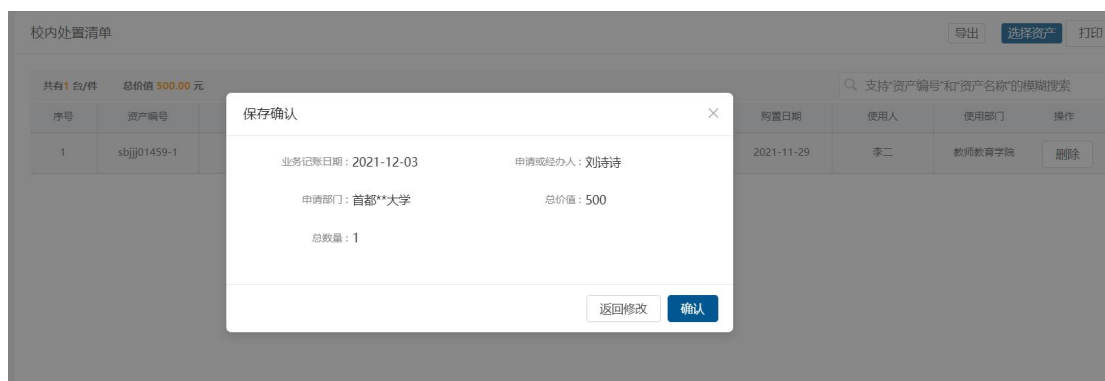 校内处置清单 导出 选择资产 打印
共有1 台/件 总价值 500.00 元 支持“资产编号”和“资产名称”的模糊搜索
序号 资产编号 购置日期 使用人 使用部门 操作
1 sbjjj01459-1 2021-11-29 李二 教师教育学院 删除
保存确认
业务记账日期：2021-12-03 申请或经办人：刘诗诗
申请部门：首都**大学 总价值：500
总数量：1
返回修改 确认